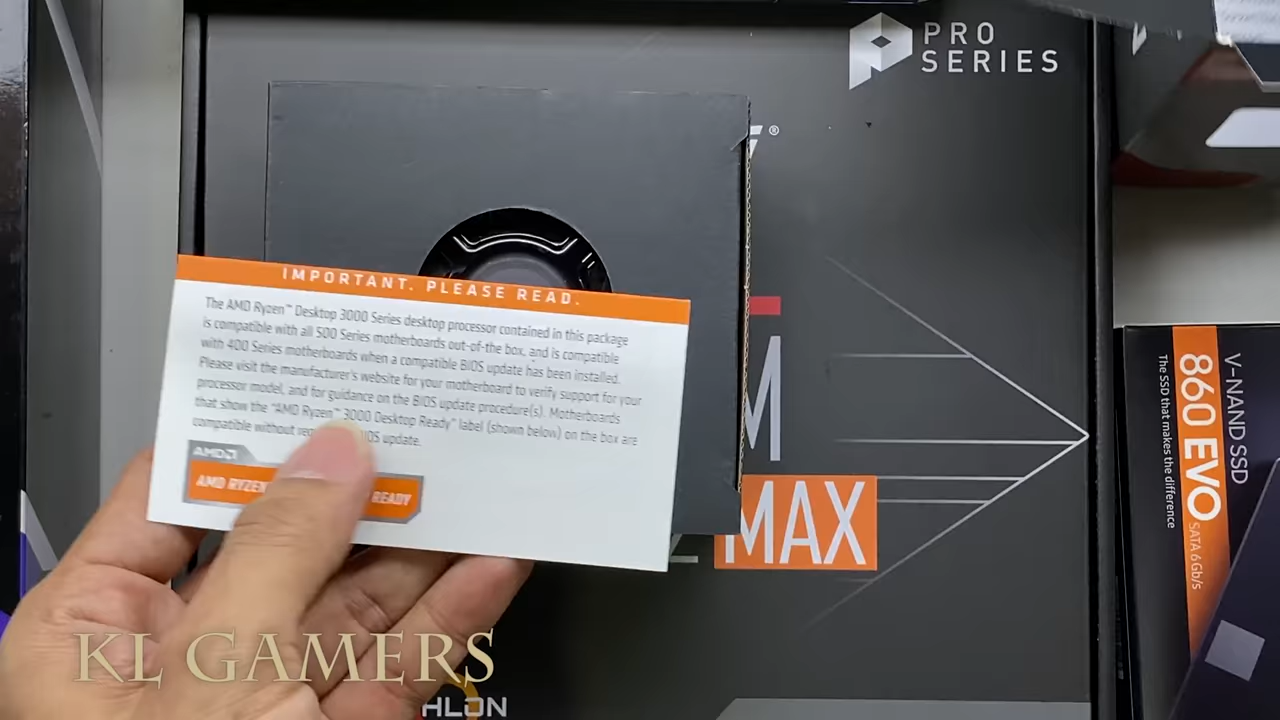 PRO
SERIES
IMPORTANT. PLEASE READ.
The AMD Ryzen™ Desktop 3000 Series desktop processor contained in this package
is compatible with all 500 Series motherboards out-of-the box, and is compatible
with 400 Series motherboards when a compatible BIOS update has been installed.
Please visit the manufacturer's website for your motherboard to verify support for your
processor model, and for guidance on the BIOS update procedure(s). Motherboards
that show the "AMD Ryzen™ 3000 Desktop Ready" label (shown below) on the box are
compatible without BIOS update.
AMD
AMD RYZEN READY
M
MAX
V-NAND SSD
860 EVO
SATA 6 Gb/s
The SSD that makes the difference
KL GAMERS
HLON